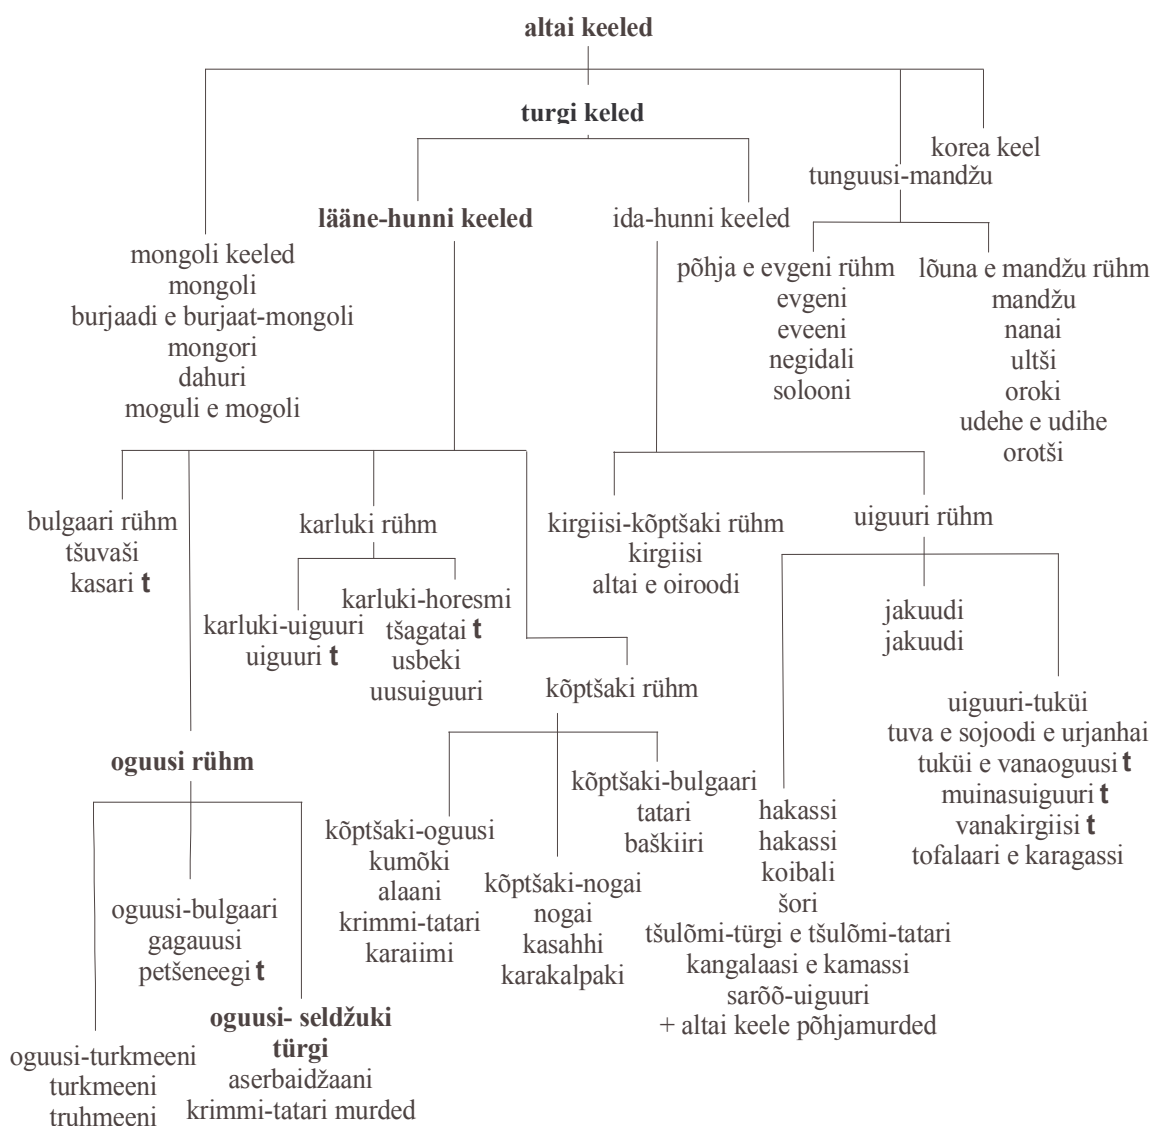 altai keeled
turgi keled
korea keel
tunguusi-mandžu
lääne-hunni keeled
ida-hunni keeled
mongoli keeled
mongoli
burjaadi e burjaat-mongoli
mongori
dahuri
moguli e mogoli
põhja e evgeni rühm
evgeni
eveeni
negidali
solooni
lõuna e mandžu rühm
mandžu
nanai
ultši
oroki
udehe e udihe
orotši
bulgaari rühm
tšuvaši
kasari t
karluki rühm
karluki-uiguuri
uiguuri t
karluki-horesmi
tšagatai t
usbeki
uusuiguuri
kirgiisi-kõptšaki rühm
kirgiisi
altai e oiroodi
uiguuri rühm
jakuudi
jakuudi
kõptšaki rühm
oguusi rühm
uiguuri-tuküi
tuva e sojoodi e urjanhai
tuküi e vanaoguusi t
muinasuiguuri t
vanakirgiisi t
tofalaari e karagassi
kõptšaki-bulgaari
tatari
baškiiri
kõptšaki-oguusi
kumõki
alaani
krimmi-tatari
karaiimi
kõptšaki-nogai
nogai
kasahhi
karakalpaki
hakassi
hakassi
koibali
šori
tšulõmi-türgi e tšulõmi-tatari
kangalaasi e kamassi
sarõõ-uiguuri
+ altai keele põhjamurded
oguusi-bulgaari
gagauusi
petšeneegi t
oguusi- seldžuki
türgi
aserbaidžaani
krimmi-tatari murded
oguusi-turkmeeni
turkmeeni
truhmeeni